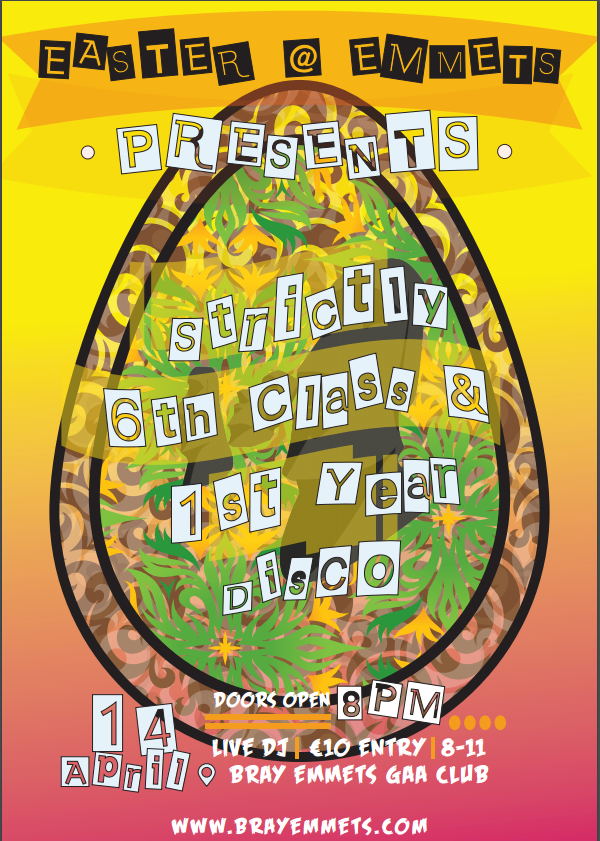 EASTER @ EMMETS
• PRESENTS •
strictly
6th Class &
1st Year
Disco
DOORS OPEN 8PM
14
April
LIVE DJ | €10 ENTRY | 8-11
BRAY EMMETS GAA CLUB
WWW.BRAYEMMETS.COM